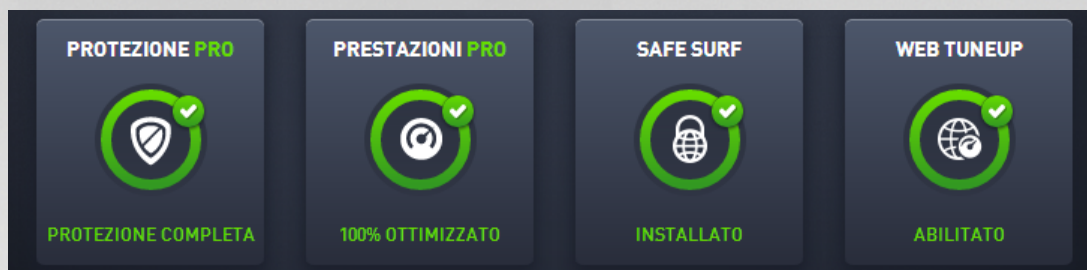 PROTEZIONE PRO
PRESTAZIONI PRO
SAFE SURF
WEB TUNEUP
PROTEZIONE COMPLETA
100% OTTIMIZZATO
INSTALLATO
ABILITATO